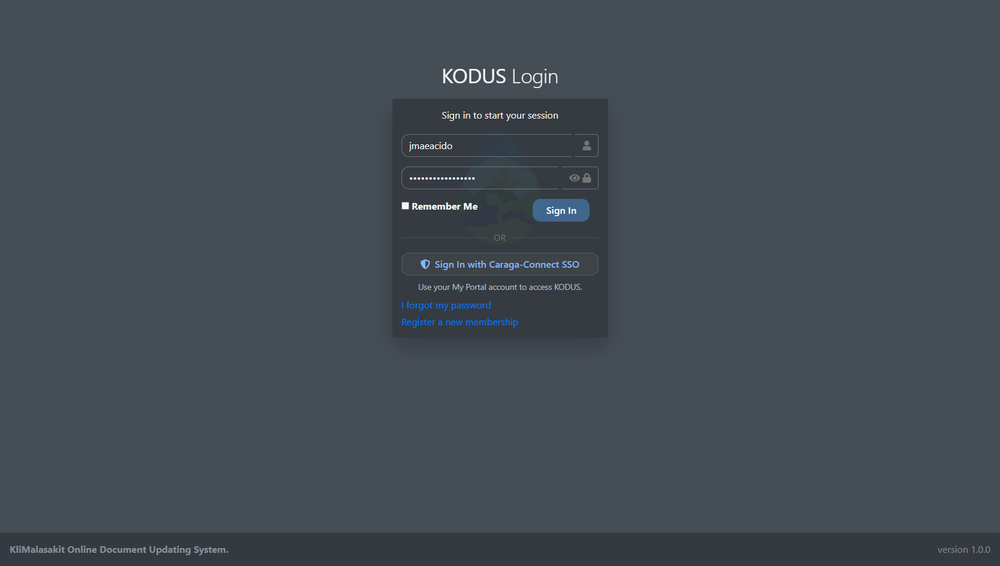 KODUS Login
Sign in to start your session
jmaeacido
•••••••••••••••••
Remember Me
Sign In
OR
Sign In with Caraga-Connect SSO
Use your My Portal account to access KODUS.
I forgot my password
Register a new membership
KliMalasakit Online Document Updating System.
version 1.0.0